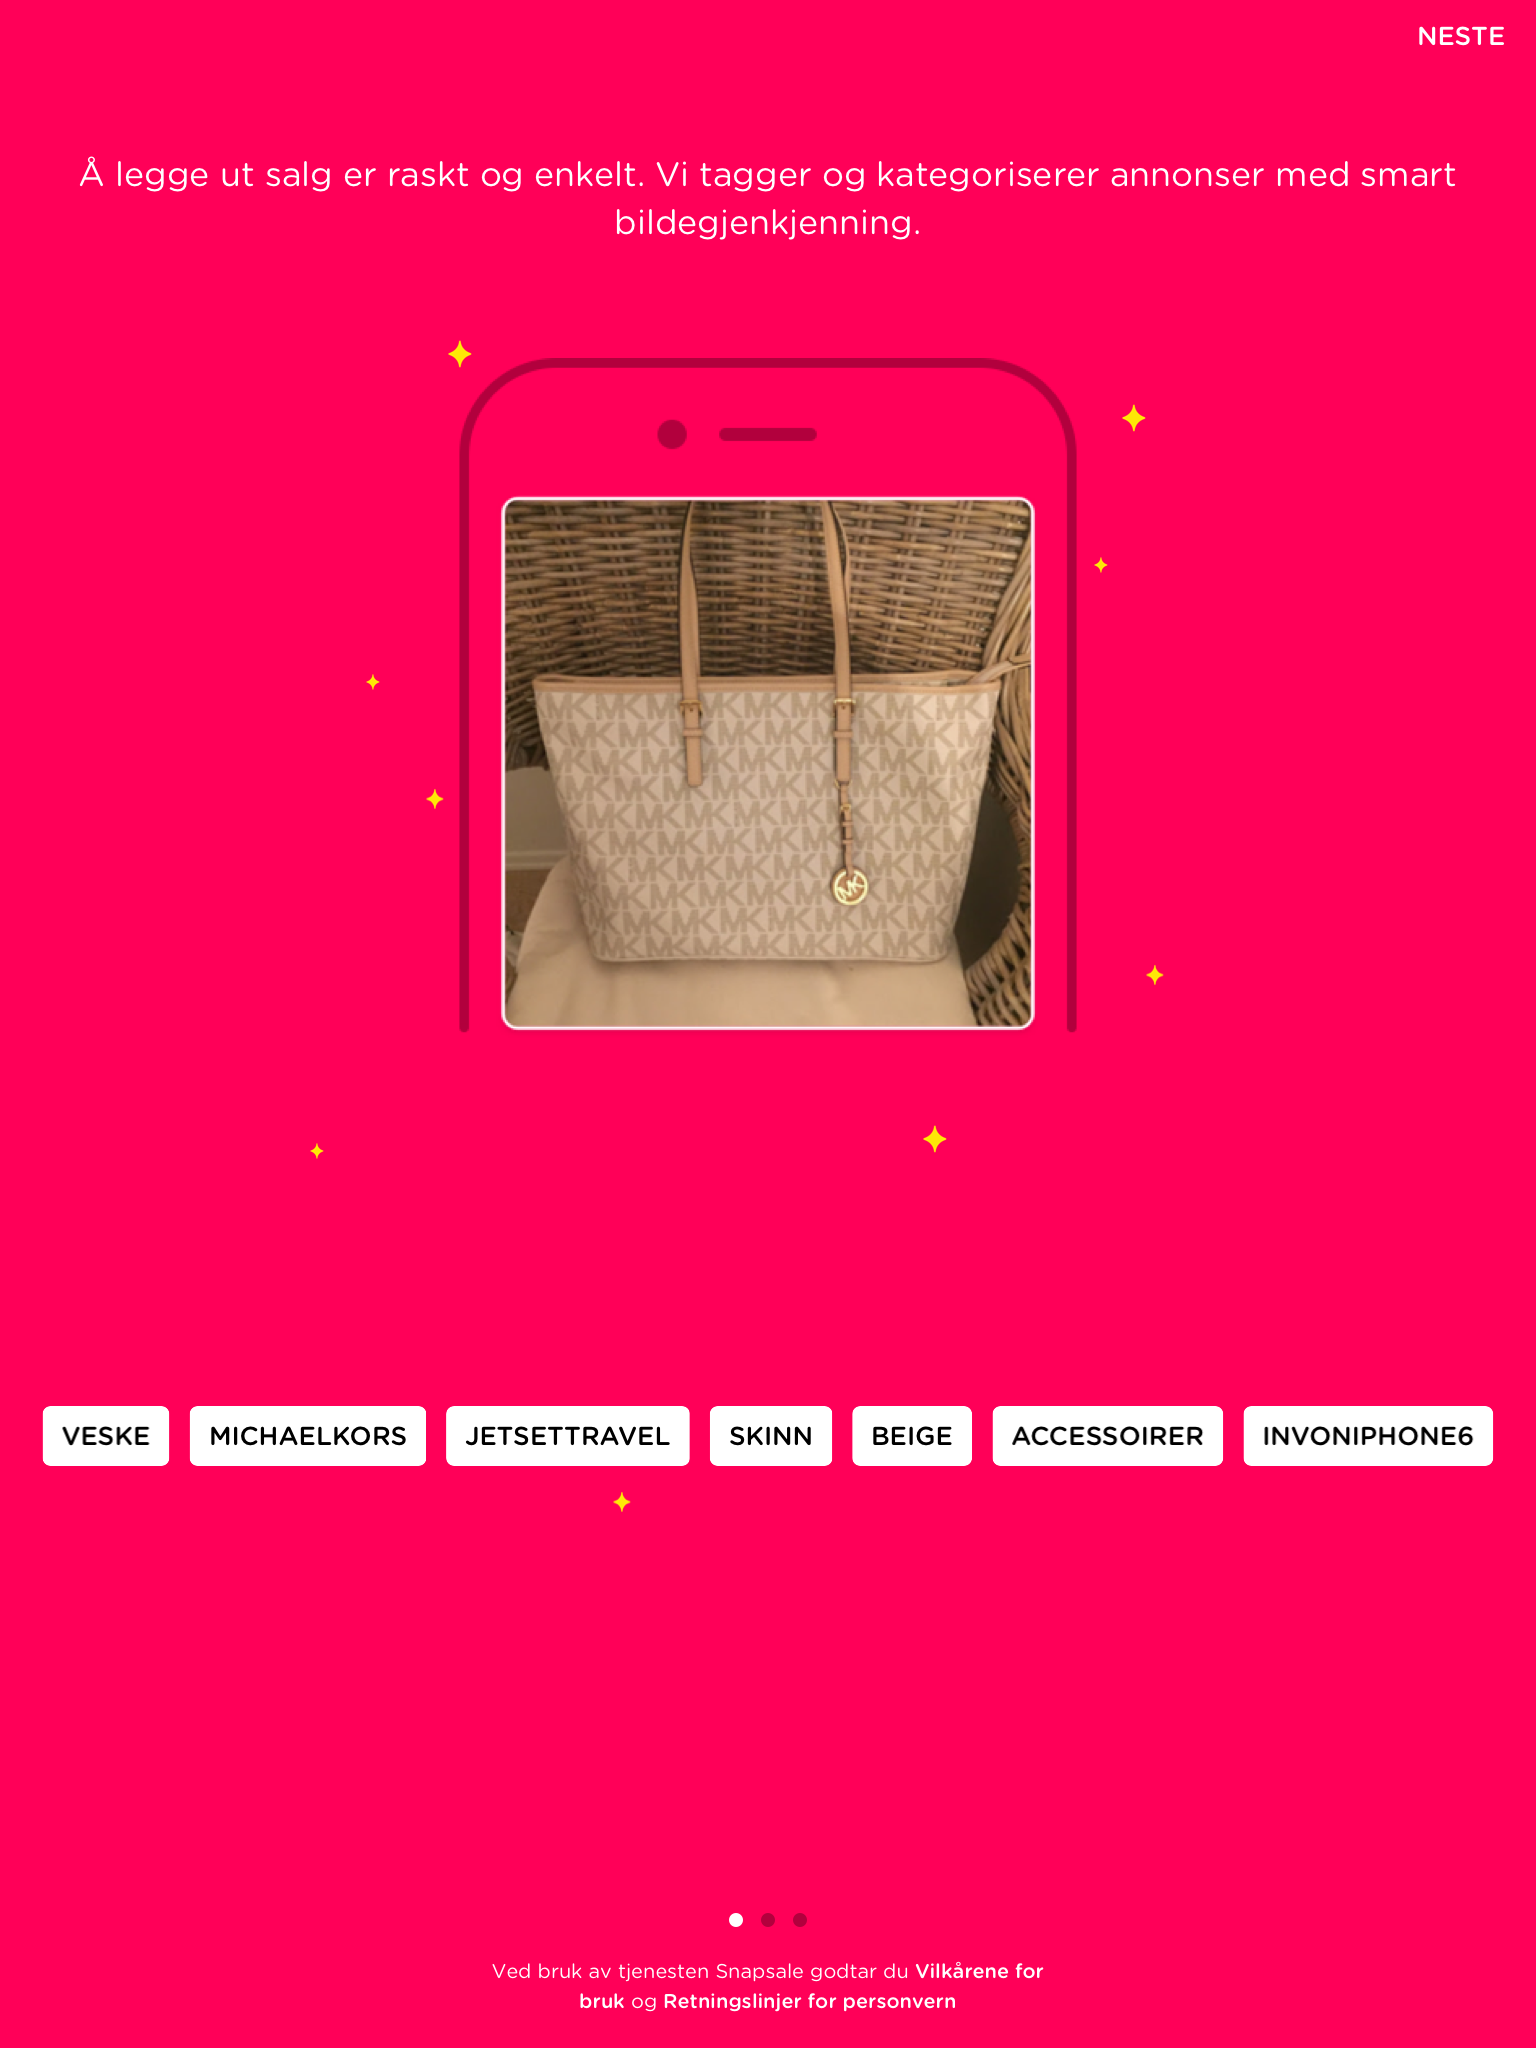 NESTE
Å legge ut salg er raskt og enkelt. Vi tagger og kategoriserer annonser med smart
bildegjenkjenning.
MK
VESKE MICHAELKORS JETSETTRAVEL SKINN BEIGE ACCESSOIRER INVONIPHONE6
Ved bruk av tjenesten Snapsale godtar du Vilkårene for
bruk og Retningslinjer for personvern